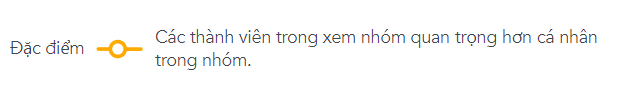 Đặc điểm
Các thành viên trong xem nhóm quan trọng hơn cá nhân
trong nhóm.